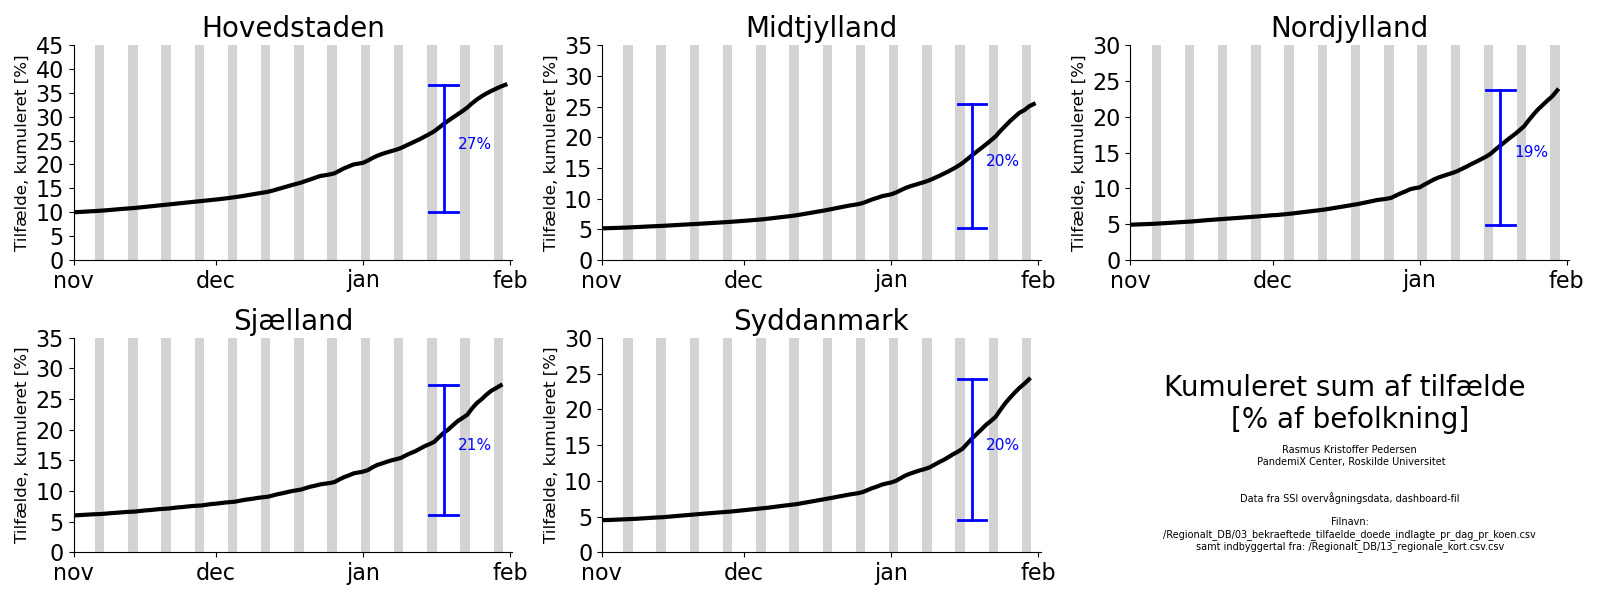 Hovedstaden
Tilfælde, kumuleret [%]
45
40
35
30
25
20
15
10
5
0
27%
nov dec jan feb
Midtjylland
Tilfælde, kumuleret [%]
35
30
25
20
15
10
5
0
20%
nov dec jan feb
Nordjylland
Tilfælde, kumuleret [%]
30
25
20
15
10
5
0
19%
nov dec jan feb
Sjælland
Tilfælde, kumuleret [%]
35
30
25
20
15
10
5
0
21%
nov dec jan feb
Syddanmark
Tilfælde, kumuleret [%]
30
25
20
15
10
5
0
20%
nov dec jan feb
Kumuleret sum af tilfælde
[% af befolkning]
Rasmus Kristoffer Pedersen
PandemiX Center, Roskilde Universitet
Data fra SSI overvågningsdata, dashboard-fil
Filnavn:
/Regionalt_DB/03_bekraeftede_tilfaelde_doede_indlagte_pr_dag_pr_koen.csv
samt indbyggertal fra: /Regionalt_DB/13_regionale_kort.csv.csv